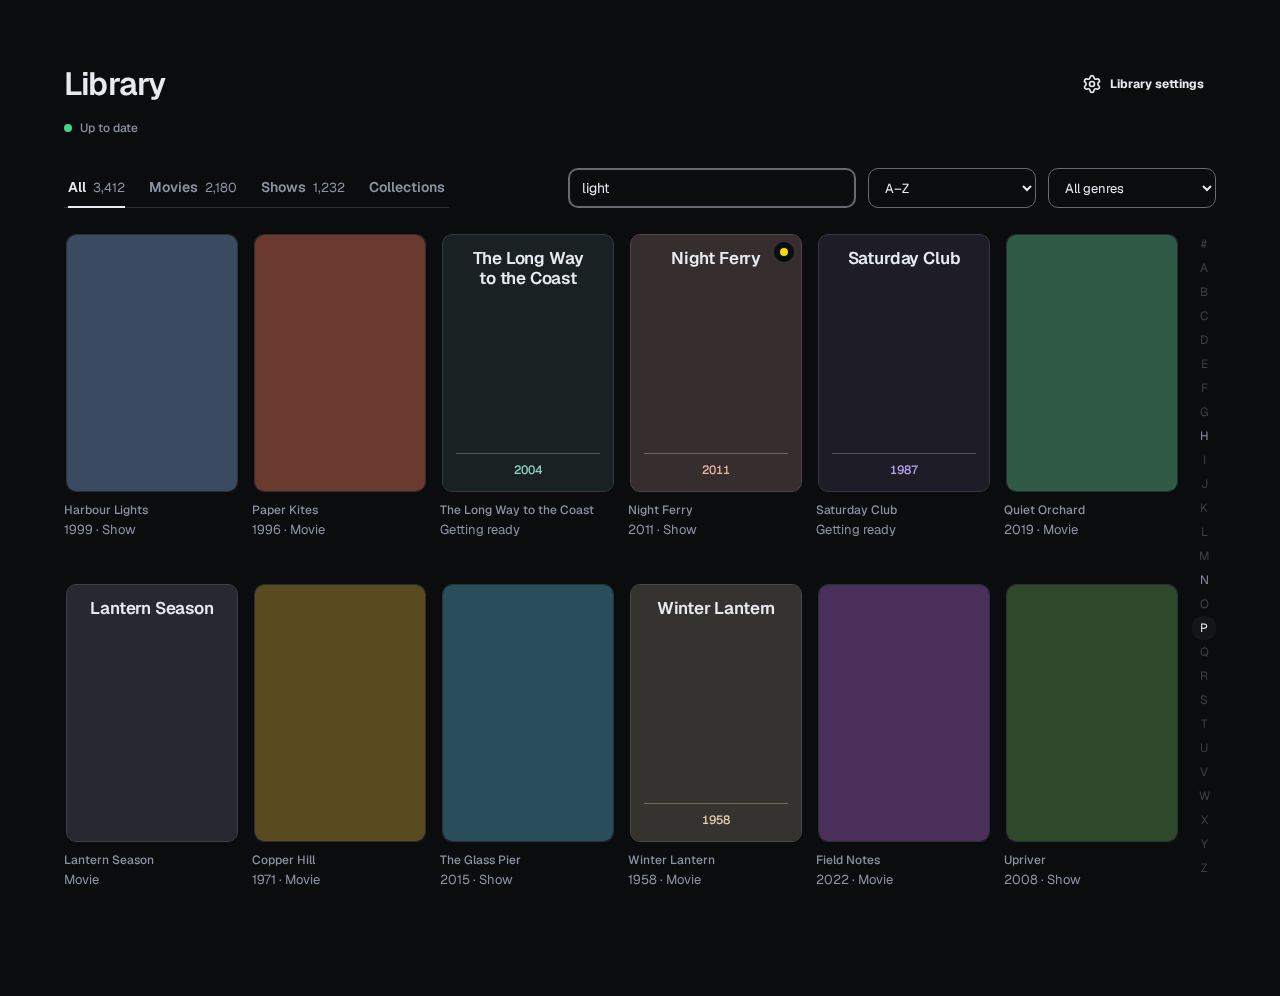 Library
Library settings
Up to date
All 3,412 Movies 2,180 Shows 1,232 Collections
light
A–Z
All genres
The Long Way
to the Coast
2004
Night Ferry
2011
Saturday Club
1987
Harbour Lights
1999 · Show
Paper Kites
1996 · Movie
The Long Way to the Coast
Getting ready
Night Ferry
2011 · Show
Saturday Club
Getting ready
Quiet Orchard
2019 · Movie
Lantern Season
Winter Lantern
1958
Lantern Season
Movie
Copper Hill
1971 · Movie
The Glass Pier
2015 · Show
Winter Lantern
1958 · Movie
Field Notes
2022 · Movie
Upriver
2008 · Show
#
A
B
C
D
E
F
G
H
I
J
K
L
M
N
O
P
Q
R
S
T
U
V
W
X
Y
Z